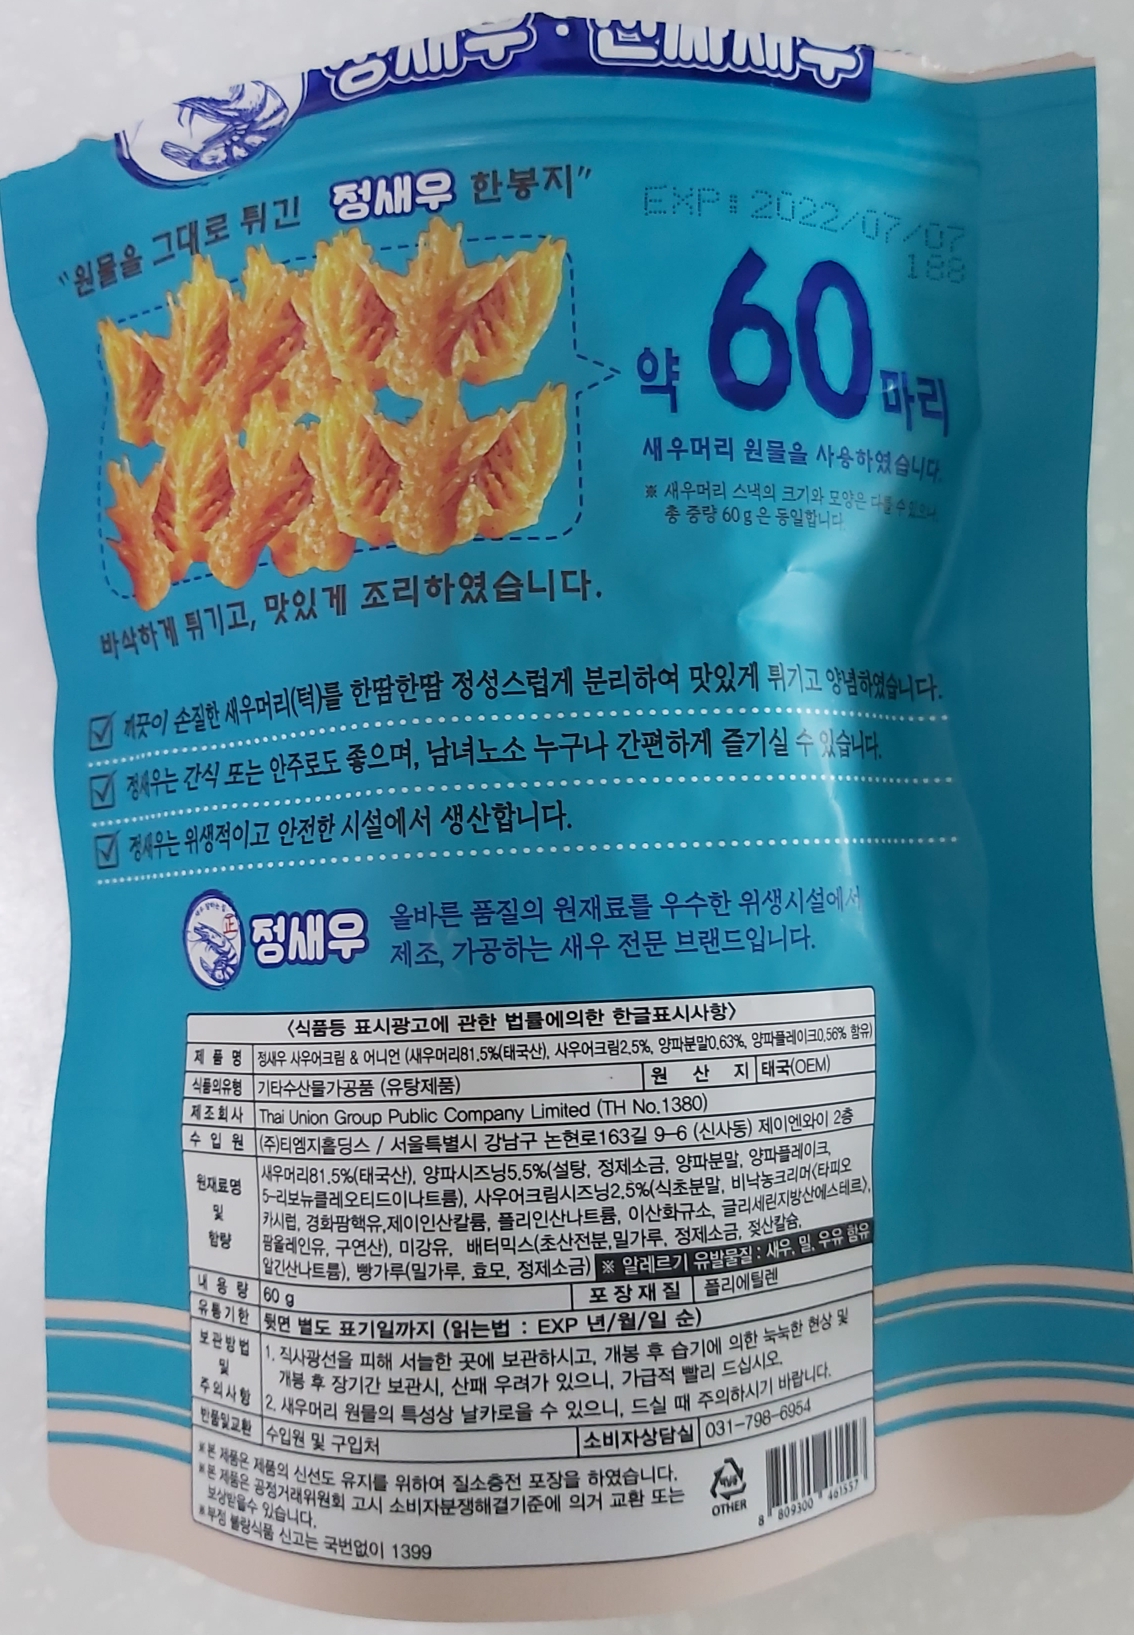 정새우
"원물을 그대로 튀긴 정새우 한봉지"
EXP: 2022/07/07
188
약 60마리
새우머리 원물을 사용하였습니다.
※ 새우머리 스낵의 크기와 모양은 다를 수 있으나,
총 중량 60g은 동일합니다.
바삭하게 튀기고, 맛있게 조리하였습니다.
깨끗이 손질한 새우머리(턱)를 한땀한땀 정성스럽게 분리하여 맛있게 튀기고 양념하였습니다.
정새우는 간식 또는 안주로도 좋으며, 남녀노소 누구나 간편하게 즐기실 수 있습니다.
정새우는 위생적이고 안전한 시설에서 생산합니다.
正
정새우
올바른 품질의 원재료를 우수한 위생시설에서
제조, 가공하는 새우 전문 브랜드입니다.
<식품등 표시광고에 관한 법률에의한 한글표시사항>
제품명 정새우 사우어크림 & 어니언 (새우머리81.5%(태국산), 사우어크림2.5%, 양파분말0.63%, 양파플레이크0.56% 함유)
식품의유형 기타수산물가공품 (유탕제품) 원산지 태국(OEM)
제조회사 Thai Union Group Public Company Limited (TH No.1380)
수입원 (주)티엠지홀딩스 / 서울특별시 강남구 논현로163길 9-6 (신사동) 제이엔와이 2층
원재료명 및 함량 새우머리81.5%(태국산), 양파시즈닝5.5%(설탕, 정제소금, 양파분말, 양파플레이크,
5-리보뉴클레오티드이나트륨), 사우어크림시즈닝2.5%(식초분말, 비낙농크리머<타피오
카시럽, 경화팜핵유,제이인산칼륨, 폴리인산나트륨, 이산화규소, 글리세린지방산에스테르>,
팜올레인유, 구연산), 미강유, 배터믹스(초산전분,밀가루, 정제소금, 젖산칼슘,
알긴산나트륨), 빵가루(밀가루, 효모, 정제소금) ※ 알레르기 유발물질 : 새우, 밀, 우유 함유
내용량 60 g 포장재질 플리에틸렌
유통기한 뒷면 별도 표기일까지 (읽는법 : EXP 년/월/일 순)
보관방법 및 주의사항 1. 직사광선을 피해 서늘한 곳에 보관하시고, 개봉 후 습기에 의한 눅눅한 현상 및
개봉 후 장기간 보관시, 산패 우려가 있으니, 가급적 빨리 드십시오.
2. 새우머리 원물의 특성상 날카로울 수 있으니, 드실 때 주의하시기 바랍니다.
반품및교환 수입원 및 구입처 소비자상담실 031-798-6954
※본 제품은 제품의 신선도 유지를 위하여 질소충전 포장을 하였습니다.
※본 제품은 공정거래위원회 고시 소비자분쟁해결기준에 의거 교환 또는
보상받을수 있습니다.
※부정 불량식품 신고는 국번없이 1399
OTHER
8 809300 461557